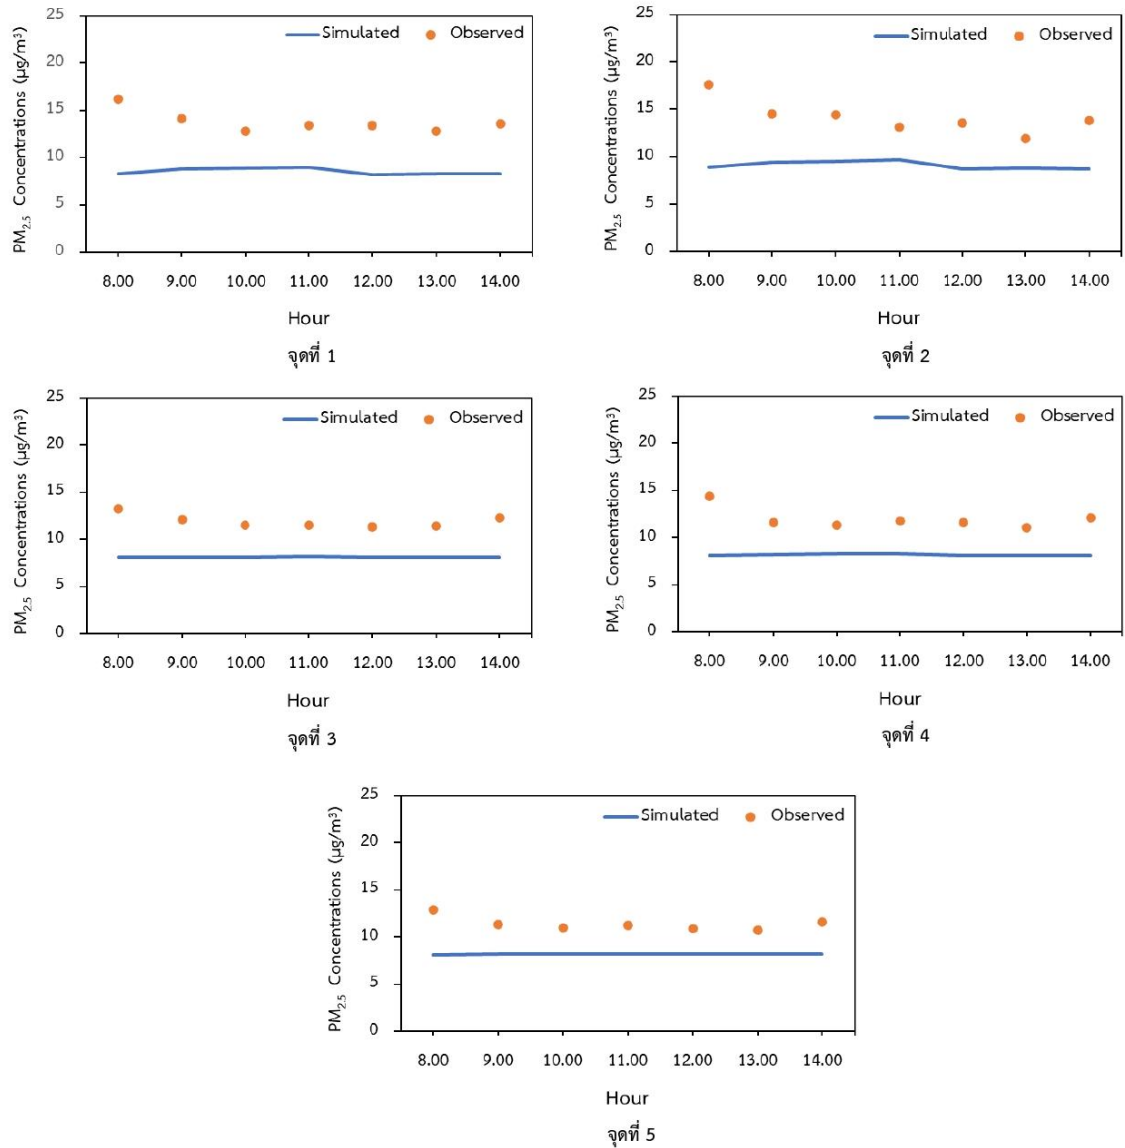 PM2.5 Concentrations (µg/m³)
25
20
15
10
5
0
Simulated Observed
8.00 9.00 10.00 11.00 12.00 13.00 14.00
Hour
จุดที่ 1
PM2.5 Concentrations (µg/m³)
25
20
15
10
5
0
Simulated Observed
8.00 9.00 10.00 11.00 12.00 13.00 14.00
Hour
จุดที่ 2
PM2.5 Concentrations (µg/m³)
25
20
15
10
5
0
Simulated Observed
8.00 9.00 10.00 11.00 12.00 13.00 14.00
Hour
จุดที่ 3
PM2.5 Concentrations (µg/m³)
25
20
15
10
5
0
Simulated Observed
8.00 9.00 10.00 11.00 12.00 13.00 14.00
Hour
จุดที่ 4
PM2.5 Concentrations (µg/m³)
25
20
15
10
5
0
Simulated Observed
8.00 9.00 10.00 11.00 12.00 13.00 14.00
Hour
จุดที่ 5